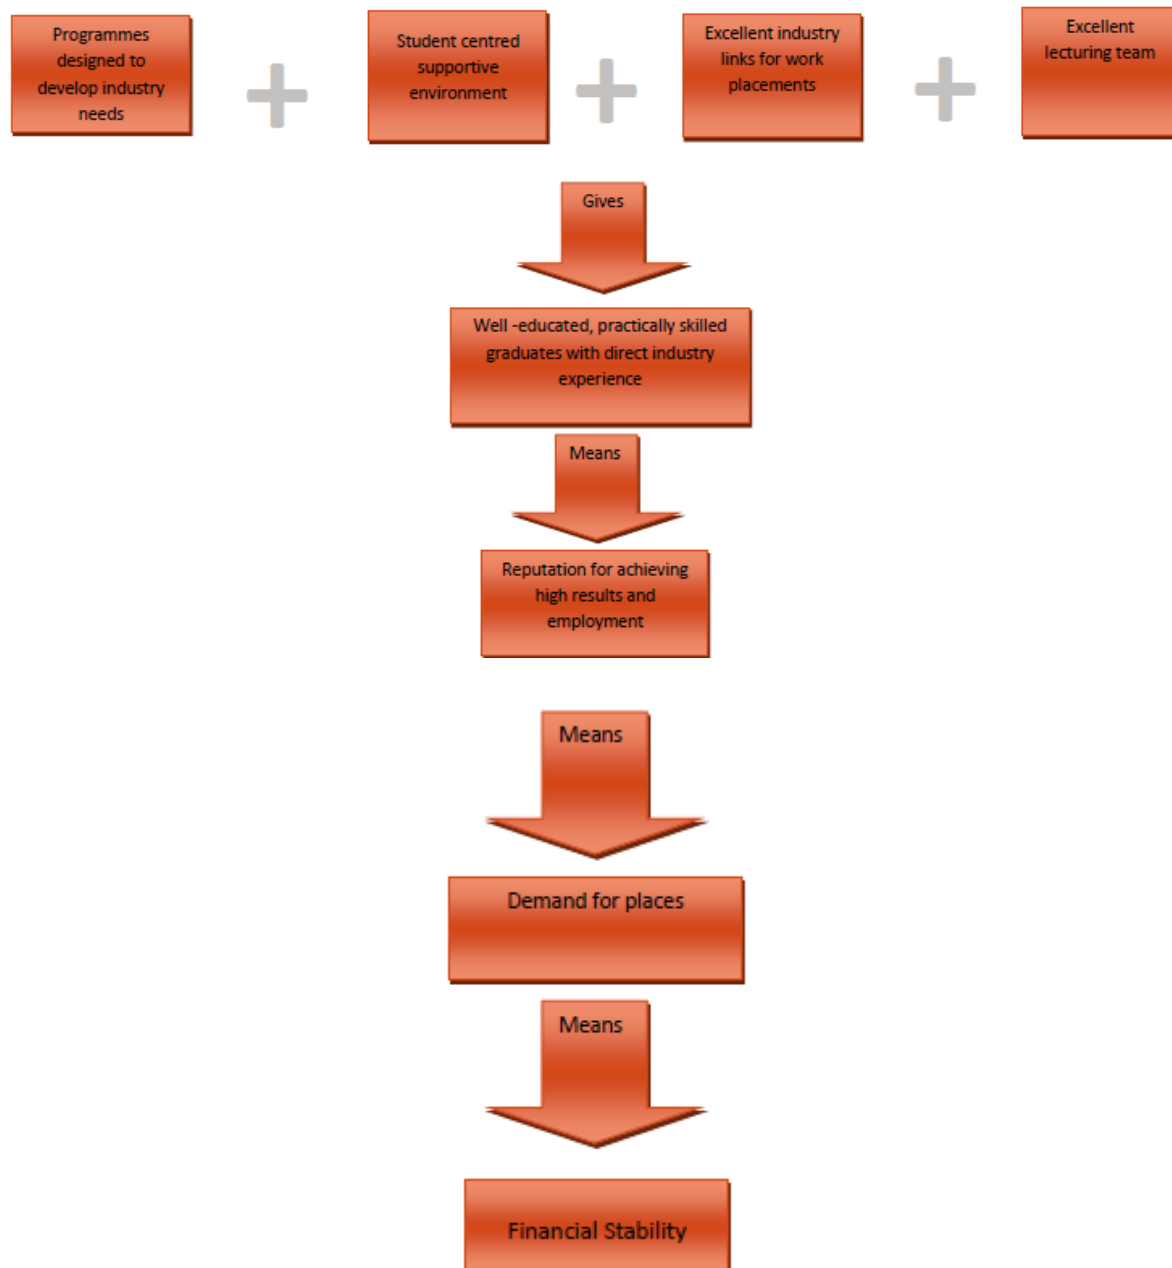 Programmes
designed to
develop industry
needs
Student centred
supportive
environment
Excellent industry
links for work
placements
Excellent
lecturing team
Gives
Well -educated, practically skilled
graduates with direct industry
experience
Means
Reputation for achieving
high results and
employment
Means
Demand for places
Means
Financial Stability